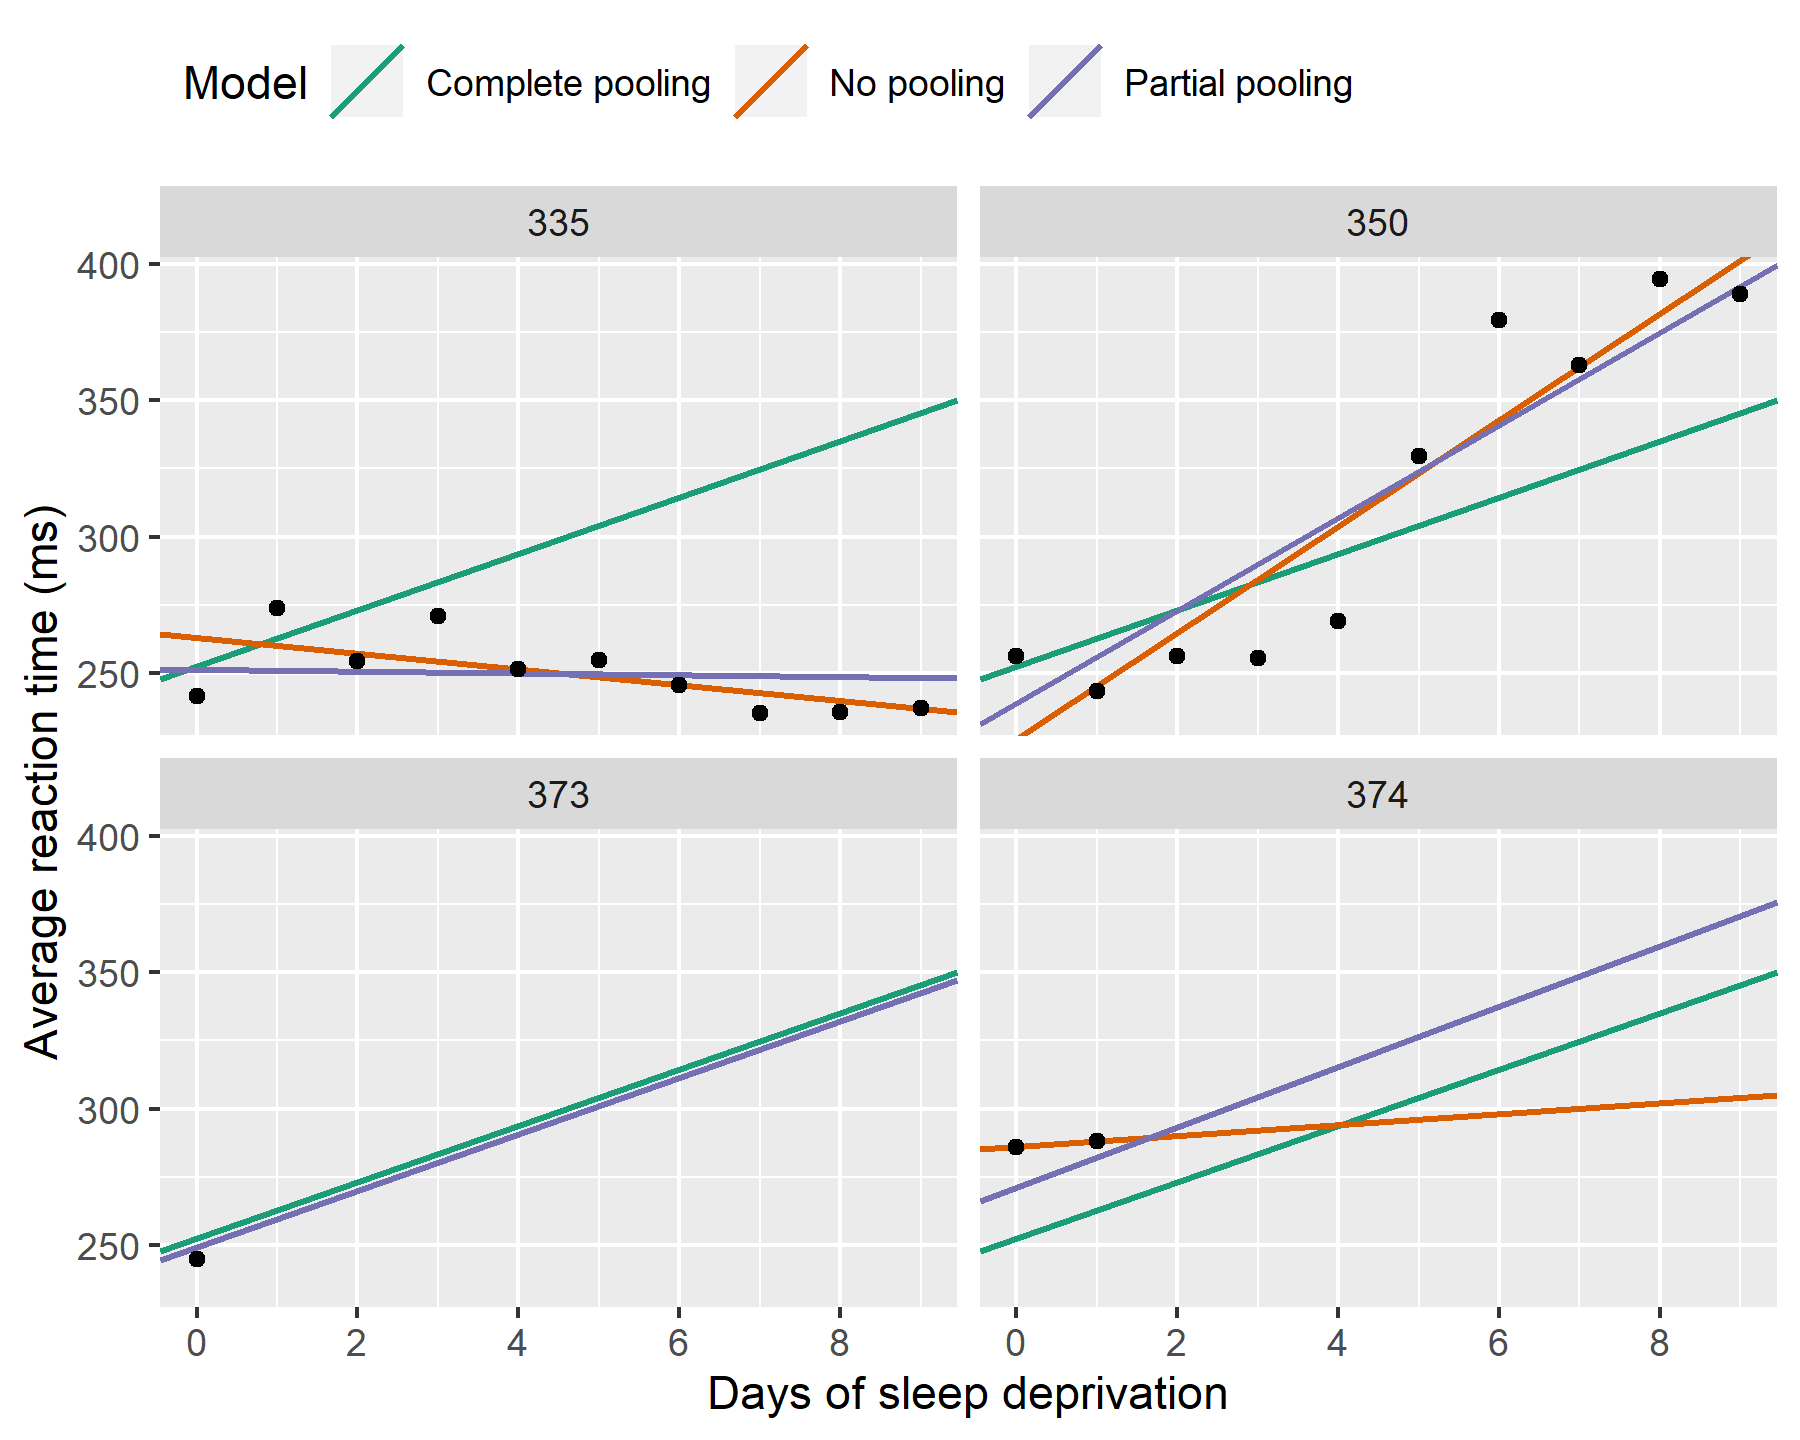 Model Complete pooling No pooling Partial pooling
335 350
400
350
300
250
373 374
400
350
300
250
0 2 4 6 8 0 2 4 6 8
Days of sleep deprivation
Average reaction time (ms)